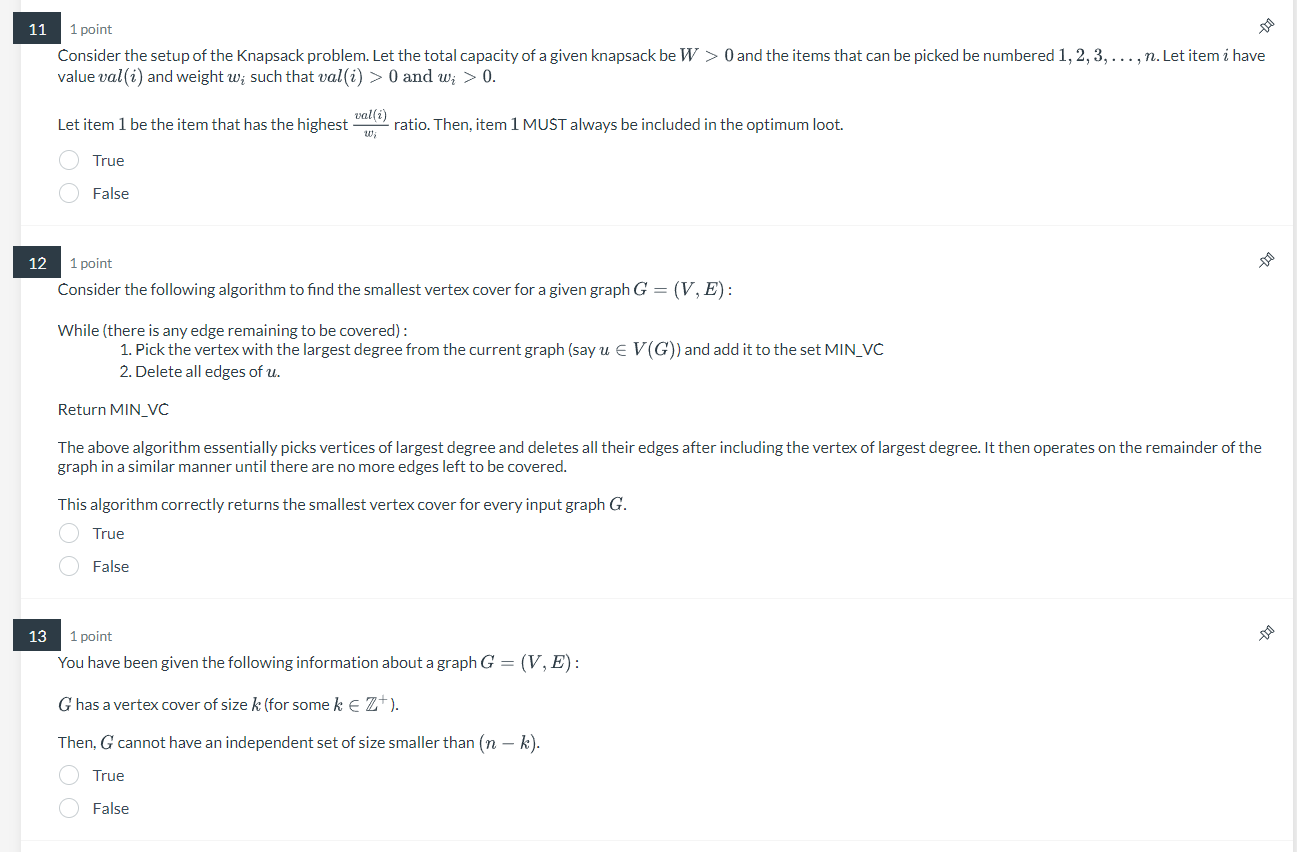 11 1 point
Consider the setup of the Knapsack problem. Let the total capacity of a given knapsack be W > 0 and the items that can be picked be numbered 1, 2, 3, . . . , n. Let item i have
value val(i) and weight wᵢ such that val(i) > 0 and wᵢ > 0.
Let item 1 be the item that has the highest val(i)/wᵢ ratio. Then, item 1 MUST always be included in the optimum loot.
True
False
12 1 point
Consider the following algorithm to find the smallest vertex cover for a given graph G = (V, E) :
While (there is any edge remaining to be covered) :
1. Pick the vertex with the largest degree from the current graph (say u ∈ V(G)) and add it to the set MIN_VC
2. Delete all edges of u.
Return MIN_VC
The above algorithm essentially picks vertices of largest degree and deletes all their edges after including the vertex of largest degree. It then operates on the remainder of the
graph in a similar manner until there are no more edges left to be covered.
This algorithm correctly returns the smallest vertex cover for every input graph G.
True
False
13 1 point
You have been given the following information about a graph G = (V, E) :
G has a vertex cover of size k (for some k ∈ ℤ⁺ ).
Then, G cannot have an independent set of size smaller than (n − k).
True
False